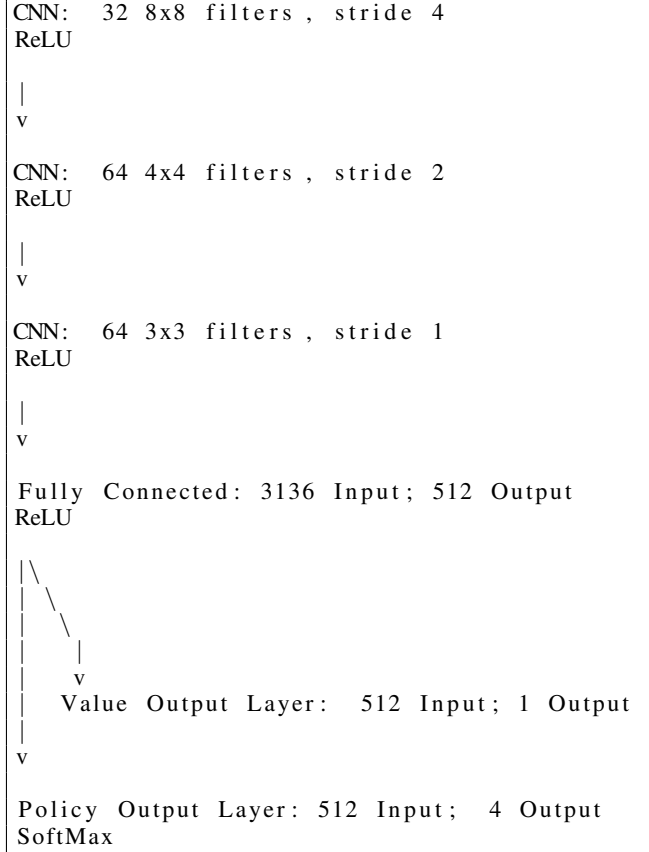 CNN: 32 8x8 filters, stride 4
ReLU
|
v
CNN: 64 4x4 filters, stride 2
ReLU
|
v
CNN: 64 3x3 filters, stride 1
ReLU
|
v
Fully Connected: 3136 Input; 512 Output
ReLU
|\
| \
|  \
|   |
|   v
|  Value Output Layer: 512 Input; 1 Output
|
v
Policy Output Layer: 512 Input; 4 Output
SoftMax